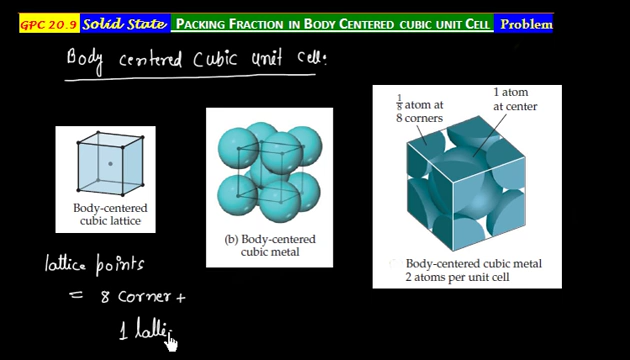 GPC 20.9 Solid State PACKING FRACTION IN BODY CENTERED CUBIC UNIT CELL Problem
Body centered Cubic unit cell:
1/8 atom at
8 corners
1 atom
at center
Body-centered
cubic lattice
(b) Body-centered
cubic metal
Body-centered cubic metal
2 atoms per unit cell
lattice points
= 8 corner +
1 latti